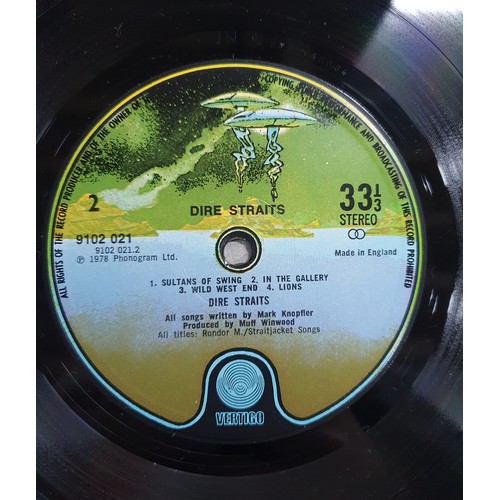 ALL RIGHTS OF THE RECORD PRODUCER AND OF THE OWNER OF
COPYING
PERFORMANCE AND BROADCASTING OF THIS RECORD PROHIBITED
2
DIRE STRAITS
33⅓
STEREO
9102 021
9102 021.2
℗ 1978 Phonogram Ltd.
Made in England
1. SULTANS OF SWING 2. IN THE GALLERY
3. WILD WEST END 4. LIONS
DIRE STRAITS
All songs written by Mark Knopfler
Produced by Muff Winwood
All titles: Rondor M./Straitjacket Songs
VERTIGO